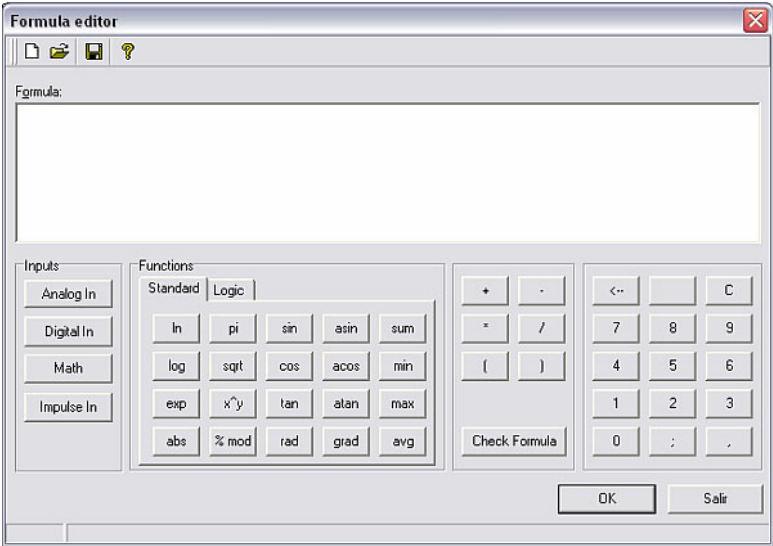 Formula editor
Formula:
Inputs
Analog In
Digital In
Math
Impulse In
Functions
Standard Logic
ln pi sin asin sum
log sqrt cos acos min
exp x^y tan atan max
abs % mod rad grad avg
+ -
* /
( )
Check Formula
<-- C
7 8 9
4 5 6
1 2 3
0 ; ,
OK Salir